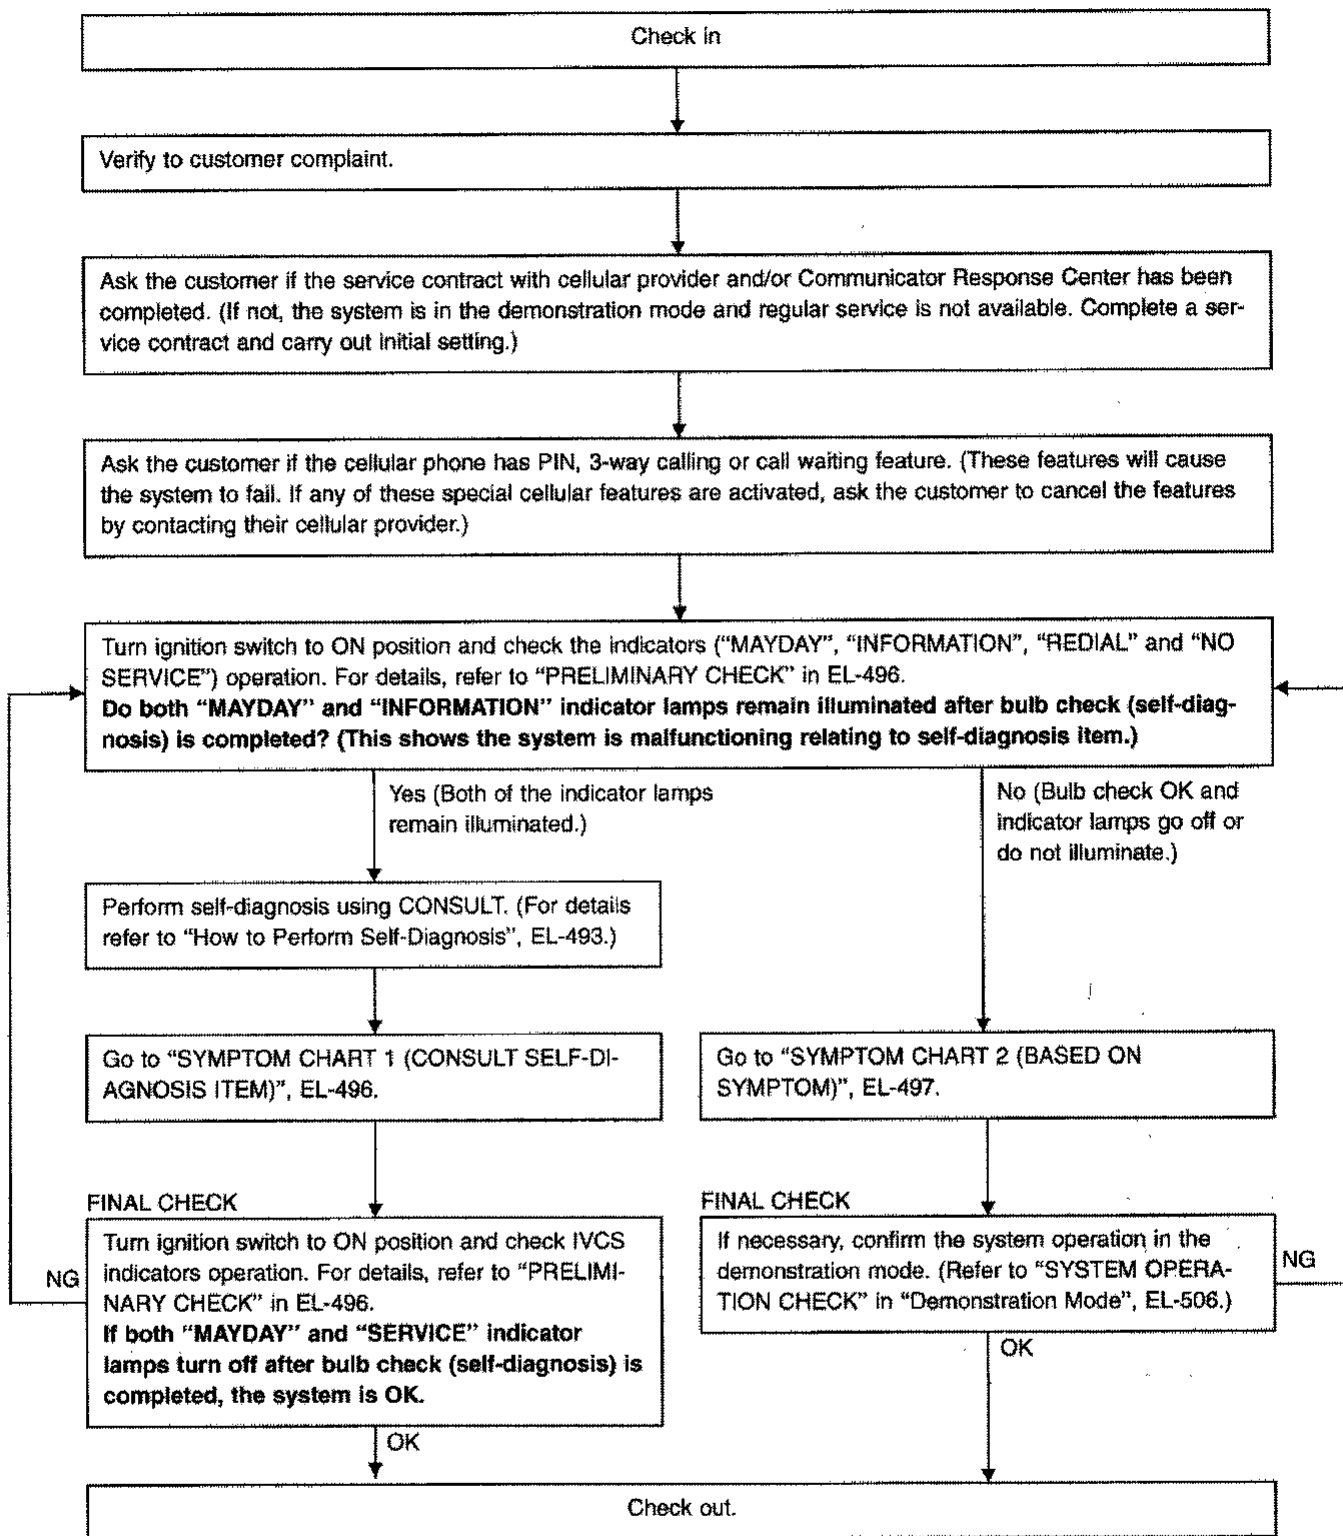 Check in
Verify to customer complaint.
Ask the customer if the service contract with cellular provider and/or Communicator Response Center has been
completed. (If not, the system is in the demonstration mode and regular service is not available. Complete a ser-
vice contract and carry out initial setting.)
Ask the customer if the cellular phone has PIN, 3-way calling or call waiting feature. (These features will cause
the system to fail. If any of these special cellular features are activated, ask the customer to cancel the features
by contacting their cellular provider.)
Turn ignition switch to ON position and check the indicators (“MAYDAY”, “INFORMATION”, “REDIAL” and “NO
SERVICE”) operation. For details, refer to “PRELIMINARY CHECK” in EL-496.
Do both “MAYDAY” and “INFORMATION” indicator lamps remain illuminated after bulb check (self-diag-
nosis) is completed? (This shows the system is malfunctioning relating to self-diagnosis item.)
Yes (Both of the indicator lamps
remain illuminated.)
No (Bulb check OK and
indicator lamps go off or
do not illuminate.)
Perform self-diagnosis using CONSULT. (For details
refer to “How to Perform Self-Diagnosis”, EL-493.)
Go to “SYMPTOM CHART 1 (CONSULT SELF-DI-
AGNOSIS ITEM)”, EL-496.
Go to “SYMPTOM CHART 2 (BASED ON
SYMPTOM)”, EL-497.
FINAL CHECK
Turn ignition switch to ON position and check IVCS
indicators operation. For details, refer to “PRELIMI-
NARY CHECK” in EL-496.
If both “MAYDAY” and “SERVICE” indicator
lamps turn off after bulb check (self-diagnosis) is
completed, the system is OK.
NG
OK
FINAL CHECK
If necessary, confirm the system operation in the
demonstration mode. (Refer to “SYSTEM OPERA-
TION CHECK” in “Demonstration Mode”, EL-506.)
NG
OK
Check out.